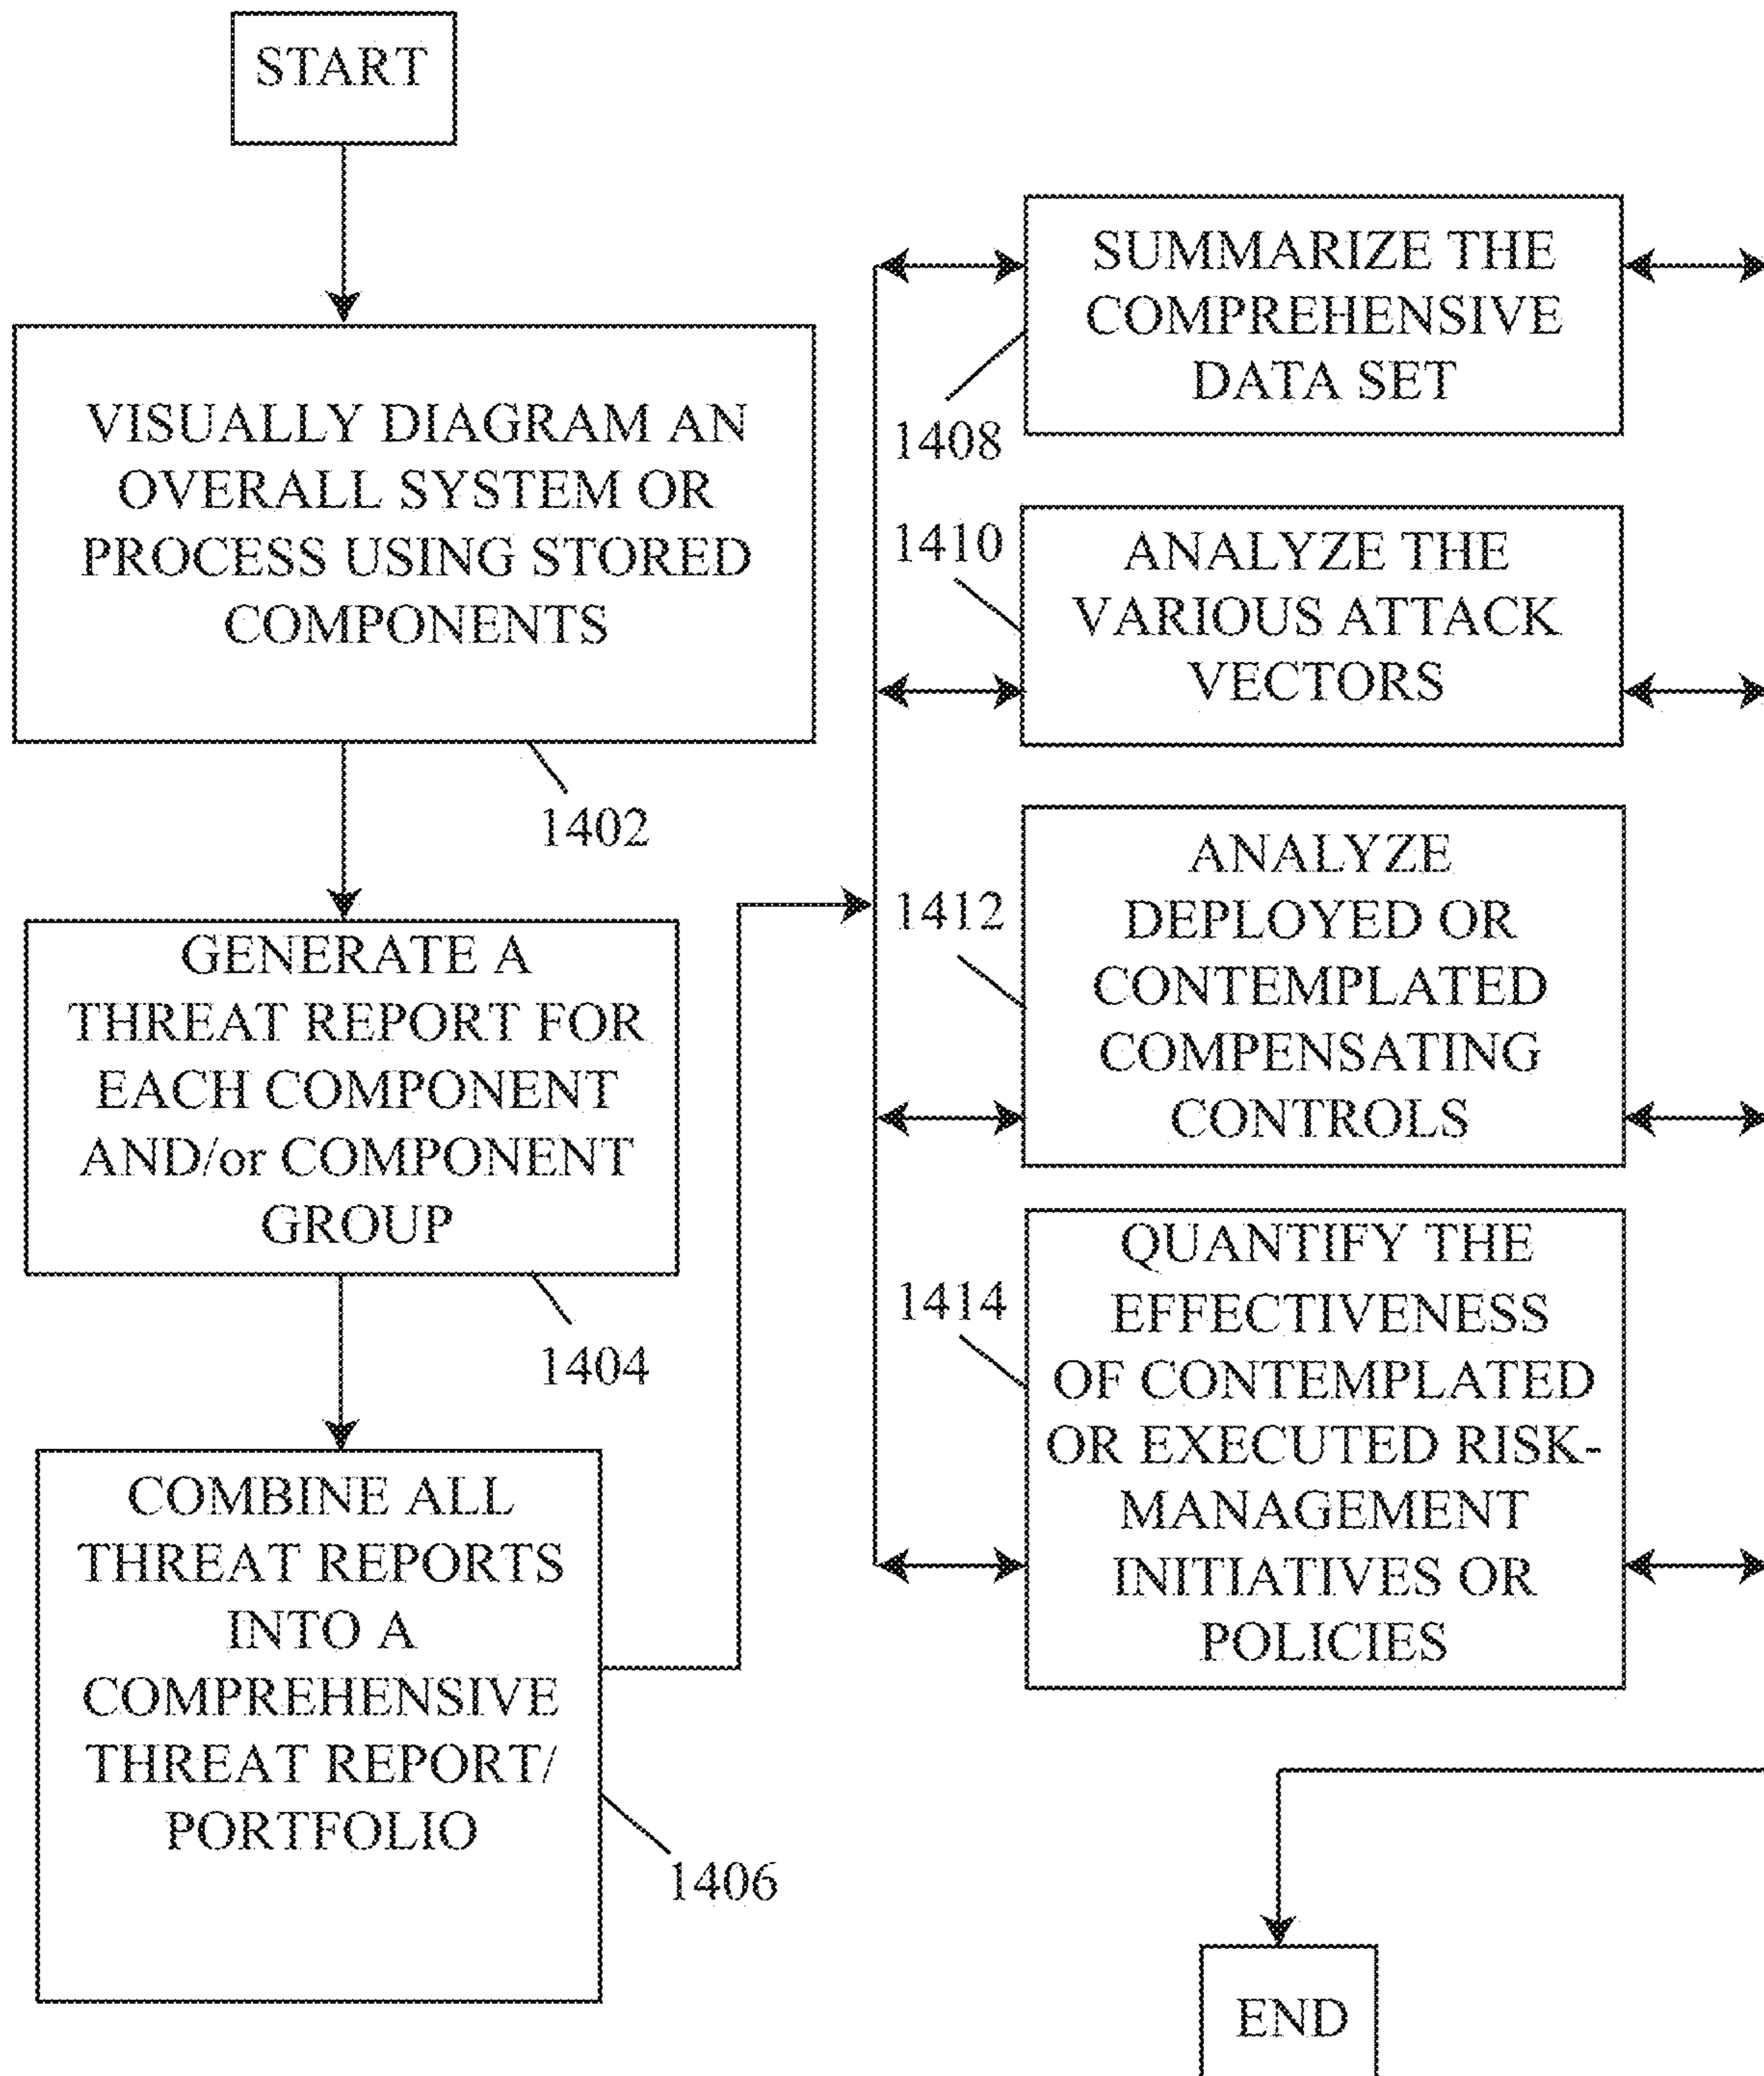 START
VISUALLY DIAGRAM AN
OVERALL SYSTEM OR
PROCESS USING STORED
COMPONENTS
1402
GENERATE A
THREAT REPORT FOR
EACH COMPONENT
AND/or COMPONENT
GROUP
1404
COMBINE ALL
THREAT REPORTS
INTO A
COMPREHENSIVE
THREAT REPORT/
PORTFOLIO
1406
SUMMARIZE THE
COMPREHENSIVE
DATA SET
1408
1410
ANALYZE THE
VARIOUS ATTACK
VECTORS
1412
ANALYZE
DEPLOYED OR
CONTEMPLATED
COMPENSATING
CONTROLS
1414
QUANTIFY THE
EFFECTIVENESS
OF CONTEMPLATED
OR EXECUTED RISK-
MANAGEMENT
INITIATIVES OR
POLICIES
END